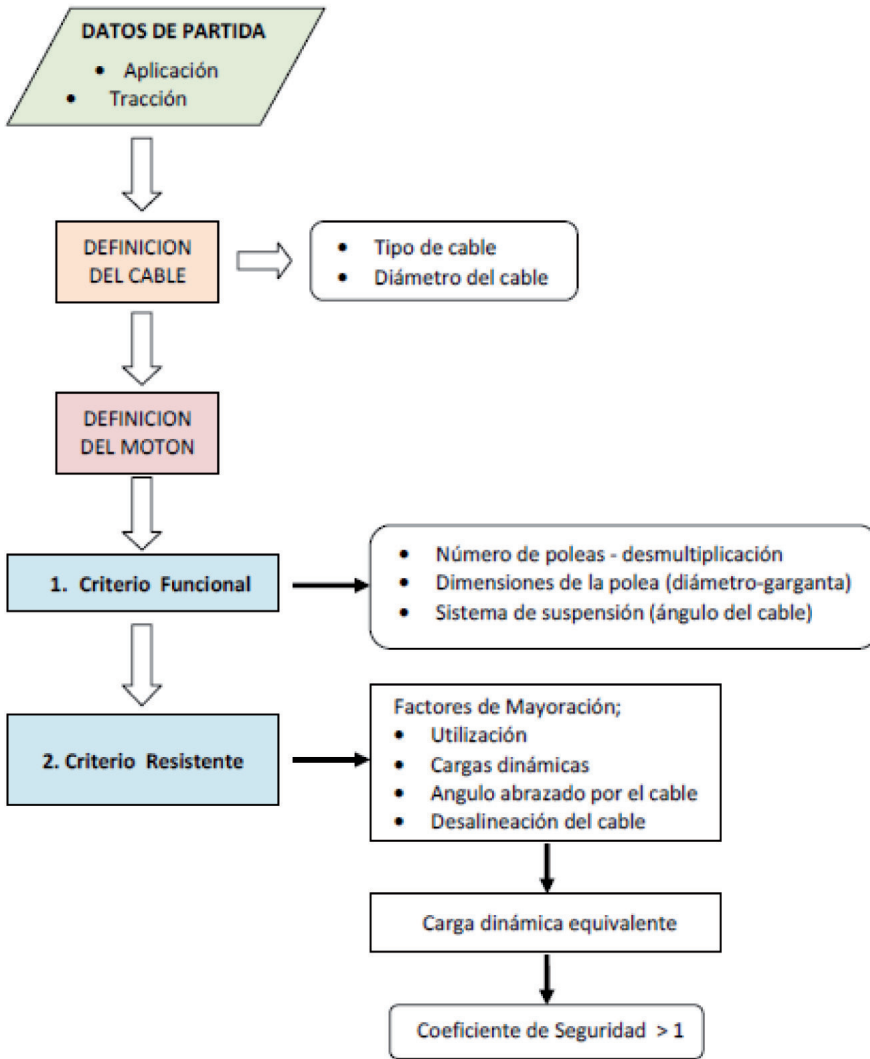 DATOS DE PARTIDA
• Aplicación
• Tracción
DEFINICION
DEL CABLE
• Tipo de cable
• Diámetro del cable
DEFINICION
DEL MOTON
1. Criterio Funcional
• Número de poleas - desmultiplicación
• Dimensiones de la polea (diámetro-garganta)
• Sistema de suspensión (ángulo del cable)
2. Criterio Resistente
Factores de Mayoración;
• Utilización
• Cargas dinámicas
• Angulo abrazado por el cable
• Desalineación del cable
Carga dinámica equivalente
Coeficiente de Seguridad > 1